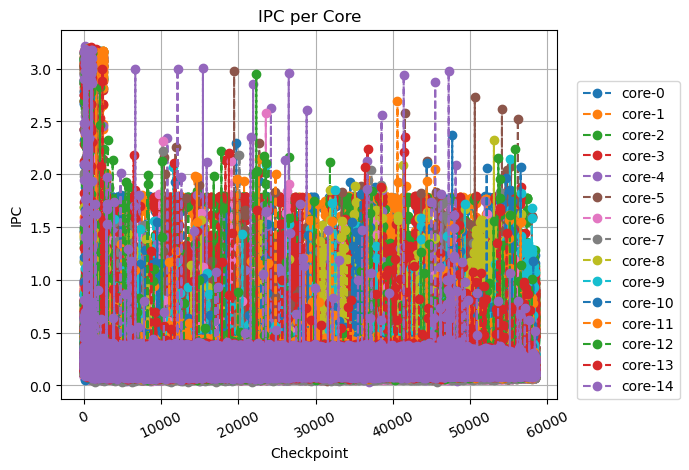 IPC per Core
IPC
3.0
2.5
2.0
1.5
1.0
0.5
0.0
0
10000
20000
30000
40000
50000
60000
Checkpoint
core-0
core-1
core-2
core-3
core-4
core-5
core-6
core-7
core-8
core-9
core-10
core-11
core-12
core-13
core-14